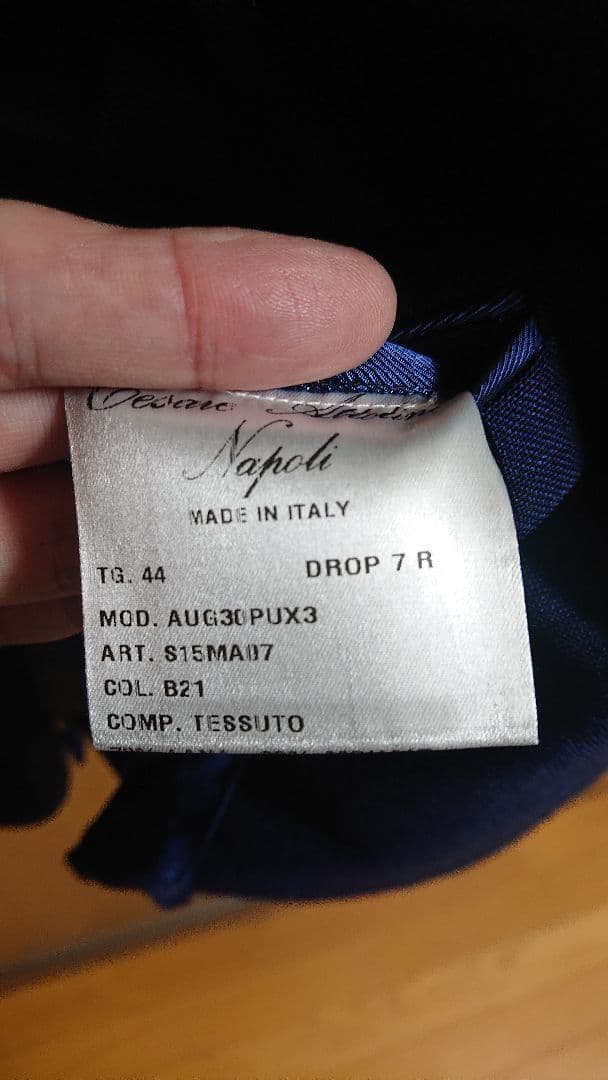 Napoli
MADE IN ITALY
TG. 44 DROP 7 R
MOD. AUG30PUX3
ART. S15MA07
COL. B21
COMP. TESSUTO